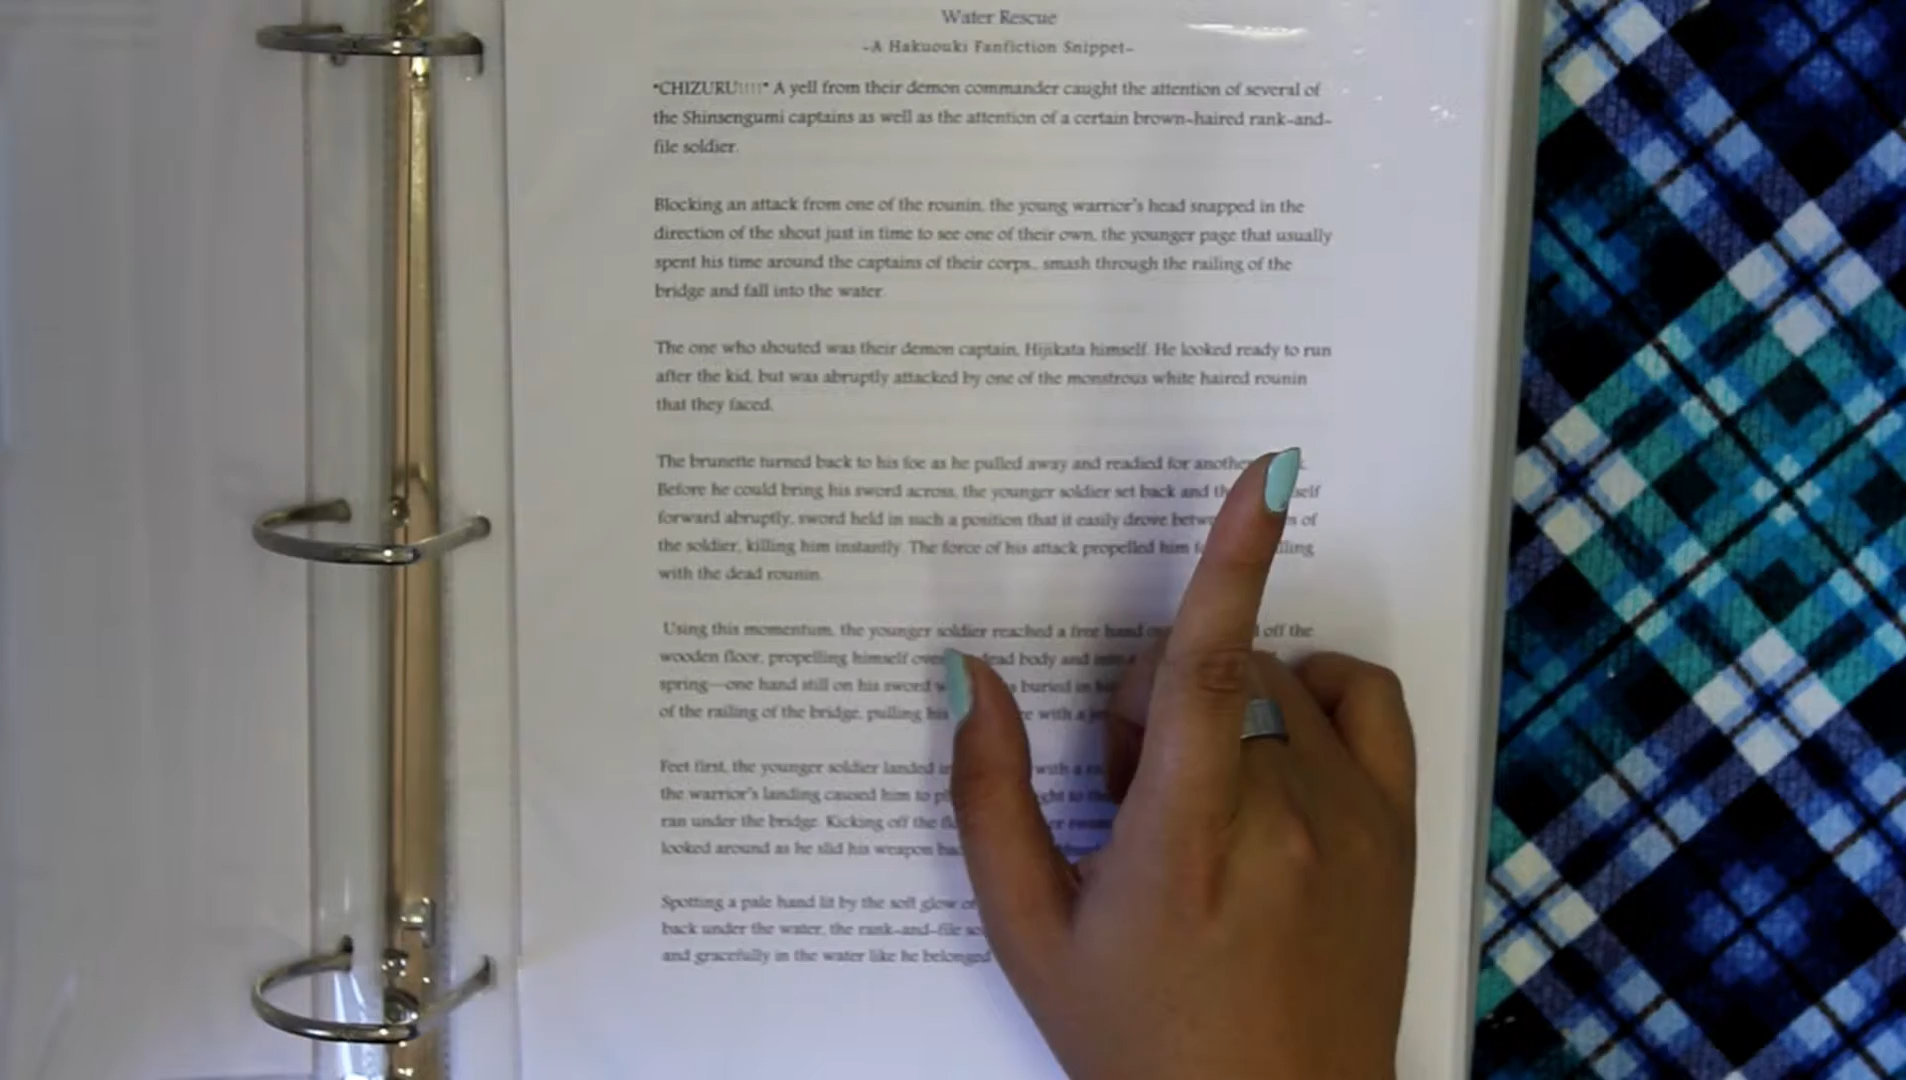 Water Rescue
-A Hakuouki Fanfiction Snippet-
"CHIZURU!!!!" A yell from their demon commander caught the attention of several of
the Shinsengumi captains as well as the attention of a certain brown-haired rank-and-
file soldier.
Blocking an attack from one of the rounin, the young warrior's head snapped in the
direction of the shout just in time to see one of their own, the younger page that usually
spent his time around the captains of their corps., smash through the railing of the
bridge and fall into the water.
The one who shouted was their demon captain, Hijikata himself. He looked ready to run
after the kid, but was abruptly attacked by one of the monstrous white haired rounin
that they faced.
The brunette turned back to his foe as he pulled away and readied for
Before he could bring his sword across, the younger soldier set back and
forward abruptly, sword held in such a position that it easily drove of
the soldier, killing him instantly. The force of his attack propelled him
with the dead rounin.
Using this momentum, the younger soldier reached a free hand off the
wooden floor, propelling himself body and
spring—one hand still on his sword buried in
of the railing of the bridge, pulling his with a
Feet first, the younger soldier landed with a
the warrior's landing caused him to to
ran under the bridge. Kicking off the
looked around as he slid his weapon
Spotting a pale hand lit by the soft glow
back under the water, the rank-and-file
and gracefully in the water like he belonged